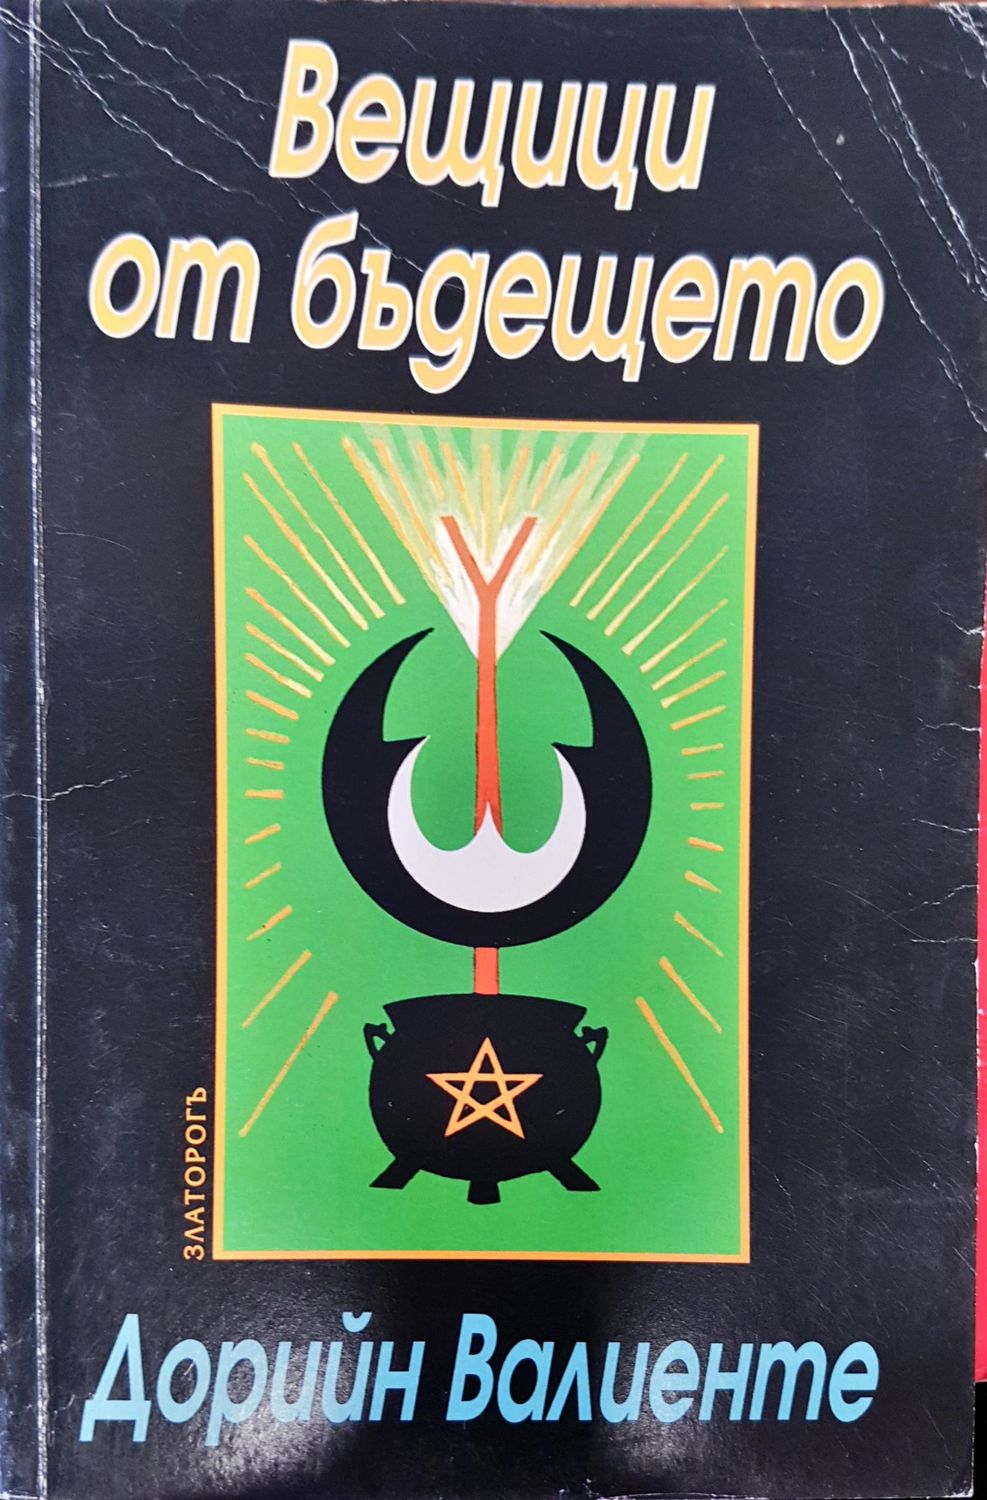 Вещици
от бъдещето
ЗЛАТОРОГЪ
Дорийн Валиенте